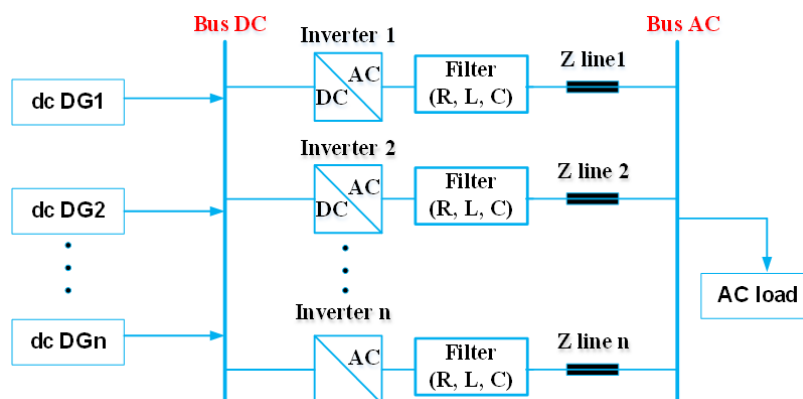 Bus DC
Inverter 1
Bus AC
dc DG1
DC
AC
Filter
(R, L, C)
Z line1
Inverter 2
dc DG2
DC
AC
Filter
(R, L, C)
Z line 2
AC load
Inverter n
dc DGn
AC
Filter
(R, L, C)
Z line n